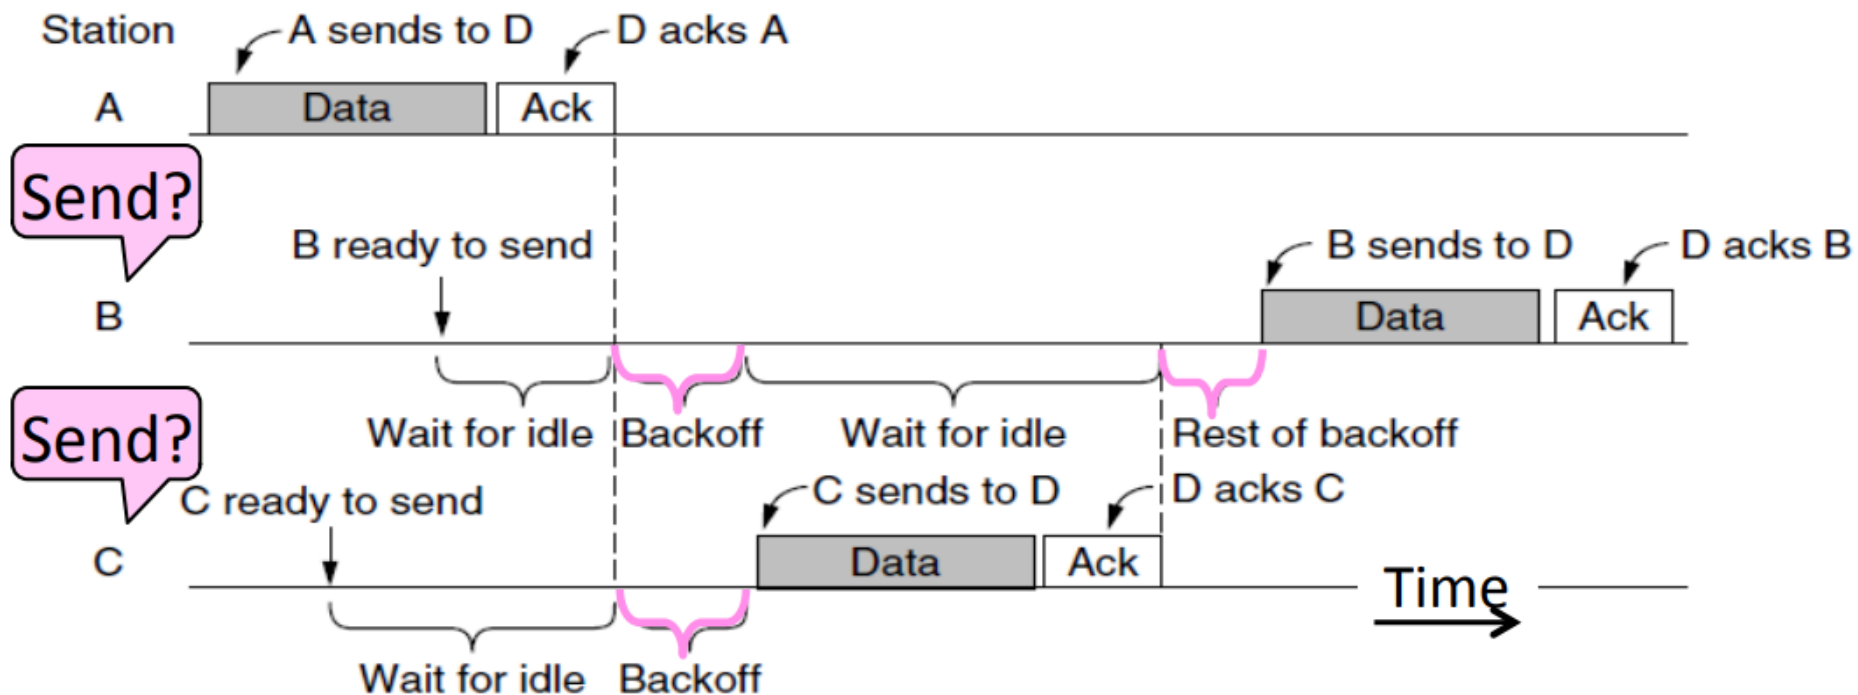 Station
A sends to D
D acks A
A
Data
Ack
Send?
B ready to send
B sends to D
D acks B
B
Data
Ack
Wait for idle
Backoff
Wait for idle
Rest of backoff
Send?
C ready to send
C sends to D
D acks C
C
Data
Ack
Time
Wait for idle
Backoff